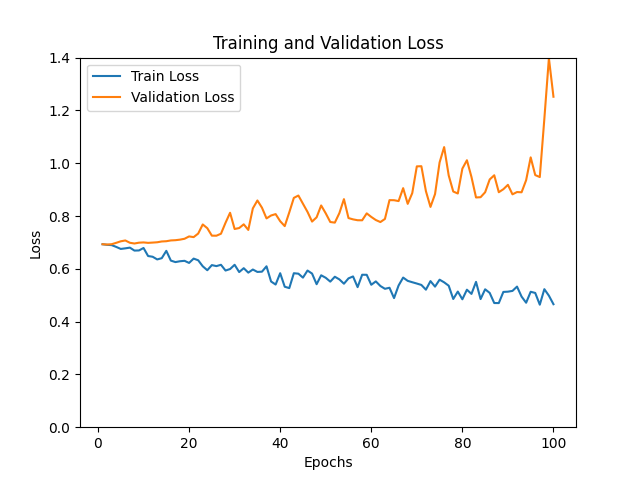 Training and Validation Loss
Train Loss
Validation Loss
Loss
1.4
1.2
1.0
0.8
0.6
0.4
0.2
0.0
0 20 40 60 80 100
Epochs